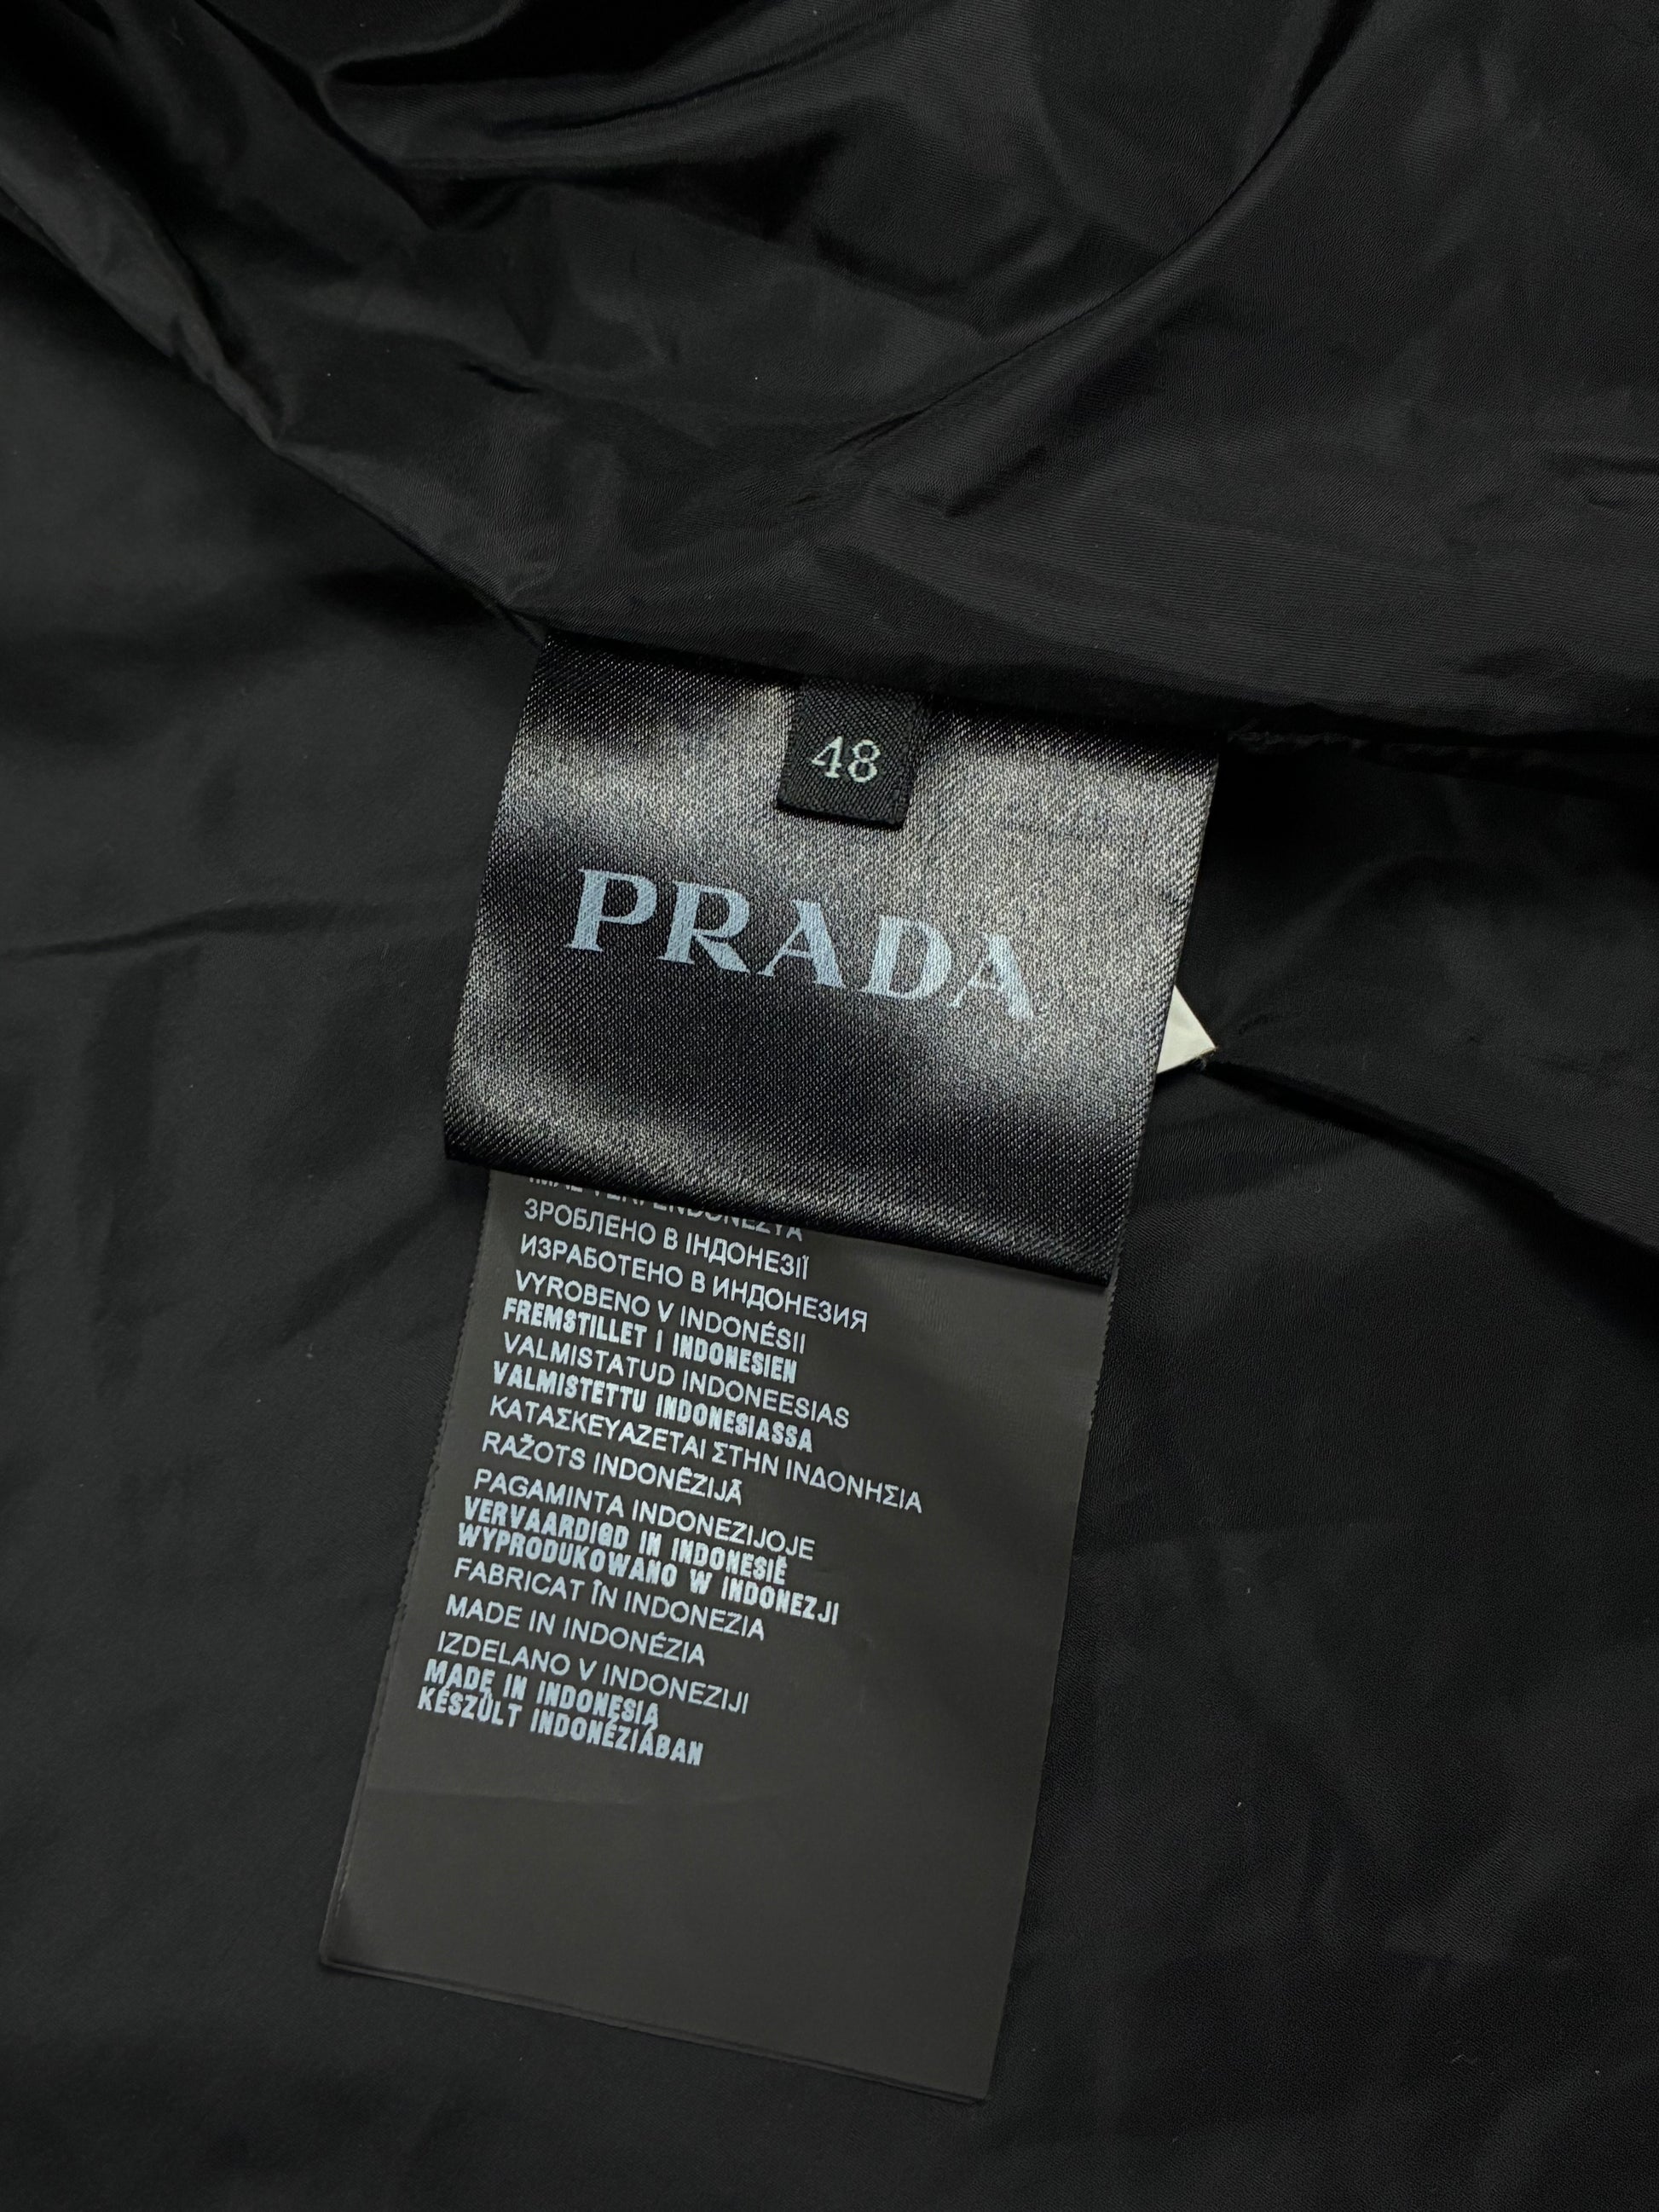 48
PRADA
ЗРОБЛЕНО В ІНДОНЕЗІЇ
ИЗРАБОТЕНО В ИНДОНЕЗИЯ
VYROBENO V INDONÉSII
FREMSTILLET I INDONESIEN
VALMISTATUD INDONEESIAS
VALMISTETTU INDONESIASSA
ΚΑΤΑΣΚΕΥΑΖΕΤΑΙ ΣΤΗΝ ΙΝΔΟΝΗΣΙΑ
RAŽOTS INDONĒZIJĀ
PAGAMINTA INDONEZIJOJE
VERVAARDIGD IN INDONESIË
WYPRODUKOWANO W INDONEZJI
FABRICAT ÎN INDONEZIA
MADE IN INDONÉZIA
IZDELANO V INDONEZIJI
MADE IN INDONESIA
KÉSZÜLT INDONÉZIÁBAN